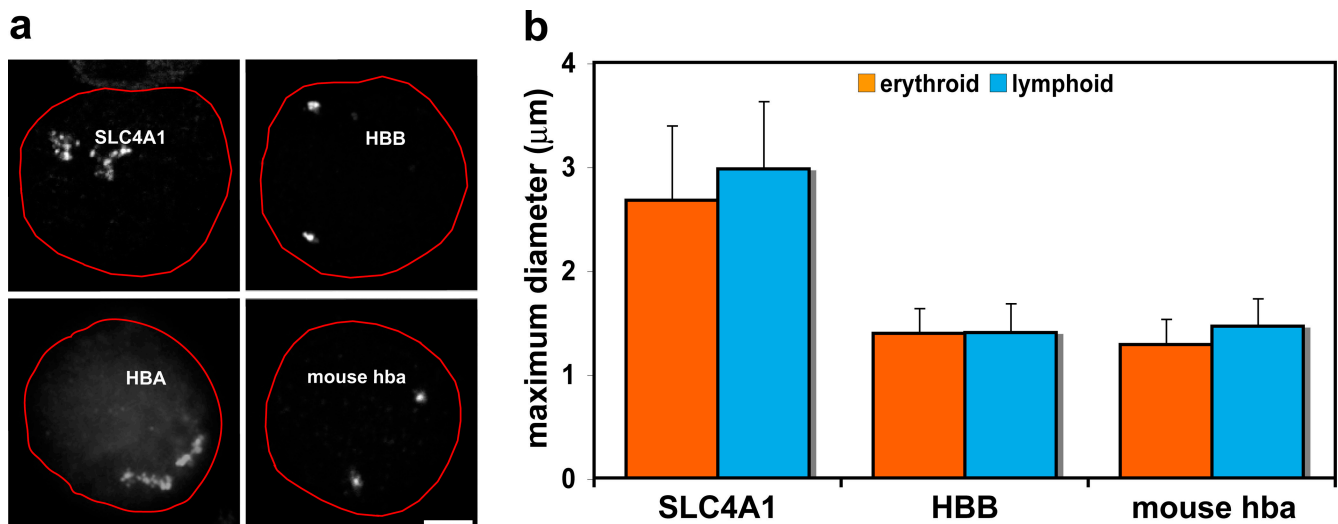 a
SLC4A1
HBB
HBA
mouse hba
b
maximum diameter (μm)
4
3
2
1
0
erythroid lymphoid
SLC4A1 HBB mouse hba